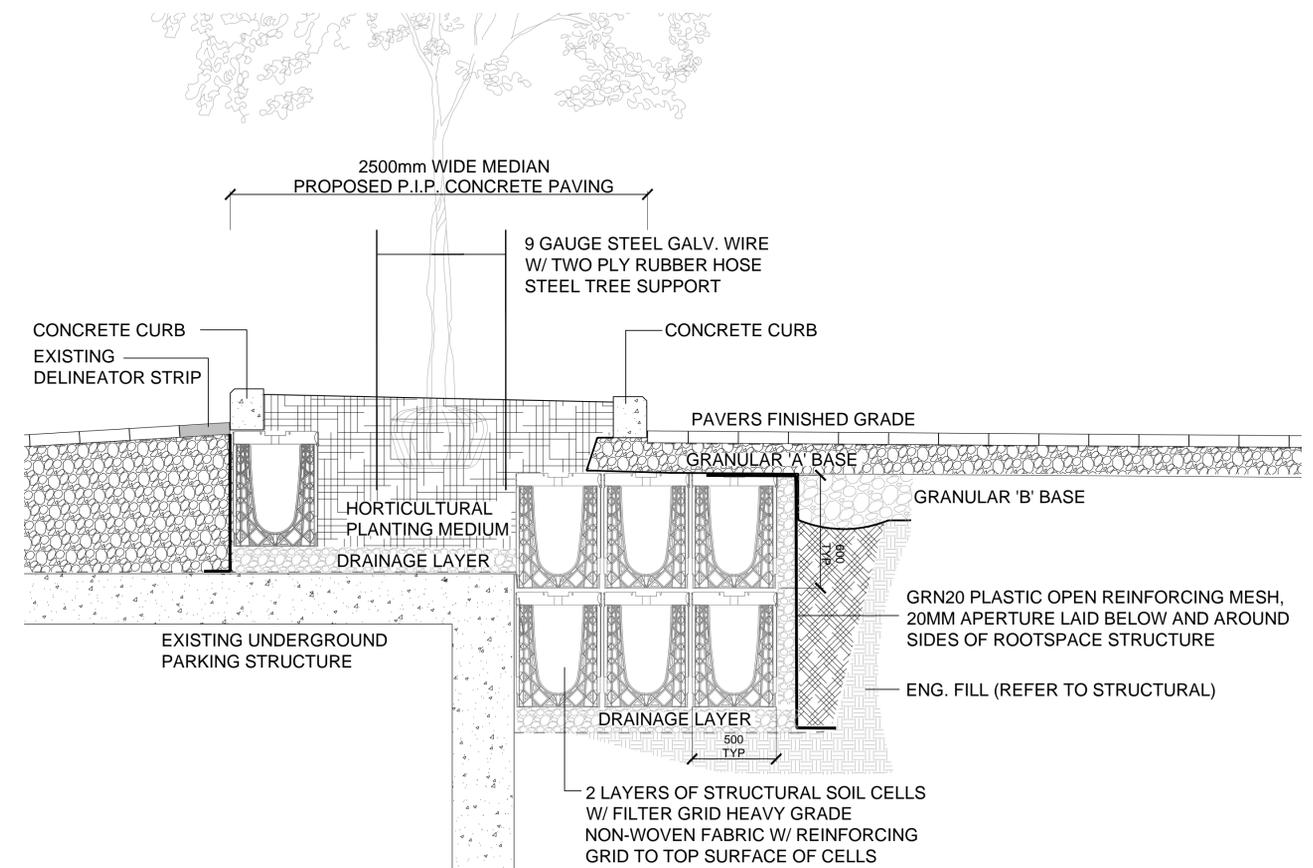 2500mm WIDE MEDIAN
PROPOSED P.I.P. CONCRETE PAVING
9 GAUGE STEEL GALV. WIRE
W/ TWO PLY RUBBER HOSE
STEEL TREE SUPPORT
CONCRETE CURB
EXISTING
DELINEATOR STRIP
CONCRETE CURB
PAVERS FINISHED GRADE
GRANULAR 'A' BASE
GRANULAR 'B' BASE
HORTICULTURAL
PLANTING MEDIUM
DRAINAGE LAYER
600
TYP
EXISTING UNDERGROUND
PARKING STRUCTURE
GRN20 PLASTIC OPEN REINFORCING MESH,
20MM APERTURE LAID BELOW AND AROUND
SIDES OF ROOTSPACE STRUCTURE
ENG. FILL (REFER TO STRUCTURAL)
DRAINAGE LAYER
500
TYP
2 LAYERS OF STRUCTURAL SOIL CELLS
W/ FILTER GRID HEAVY GRADE
NON-WOVEN FABRIC W/ REINFORCING
GRID TO TOP SURFACE OF CELLS